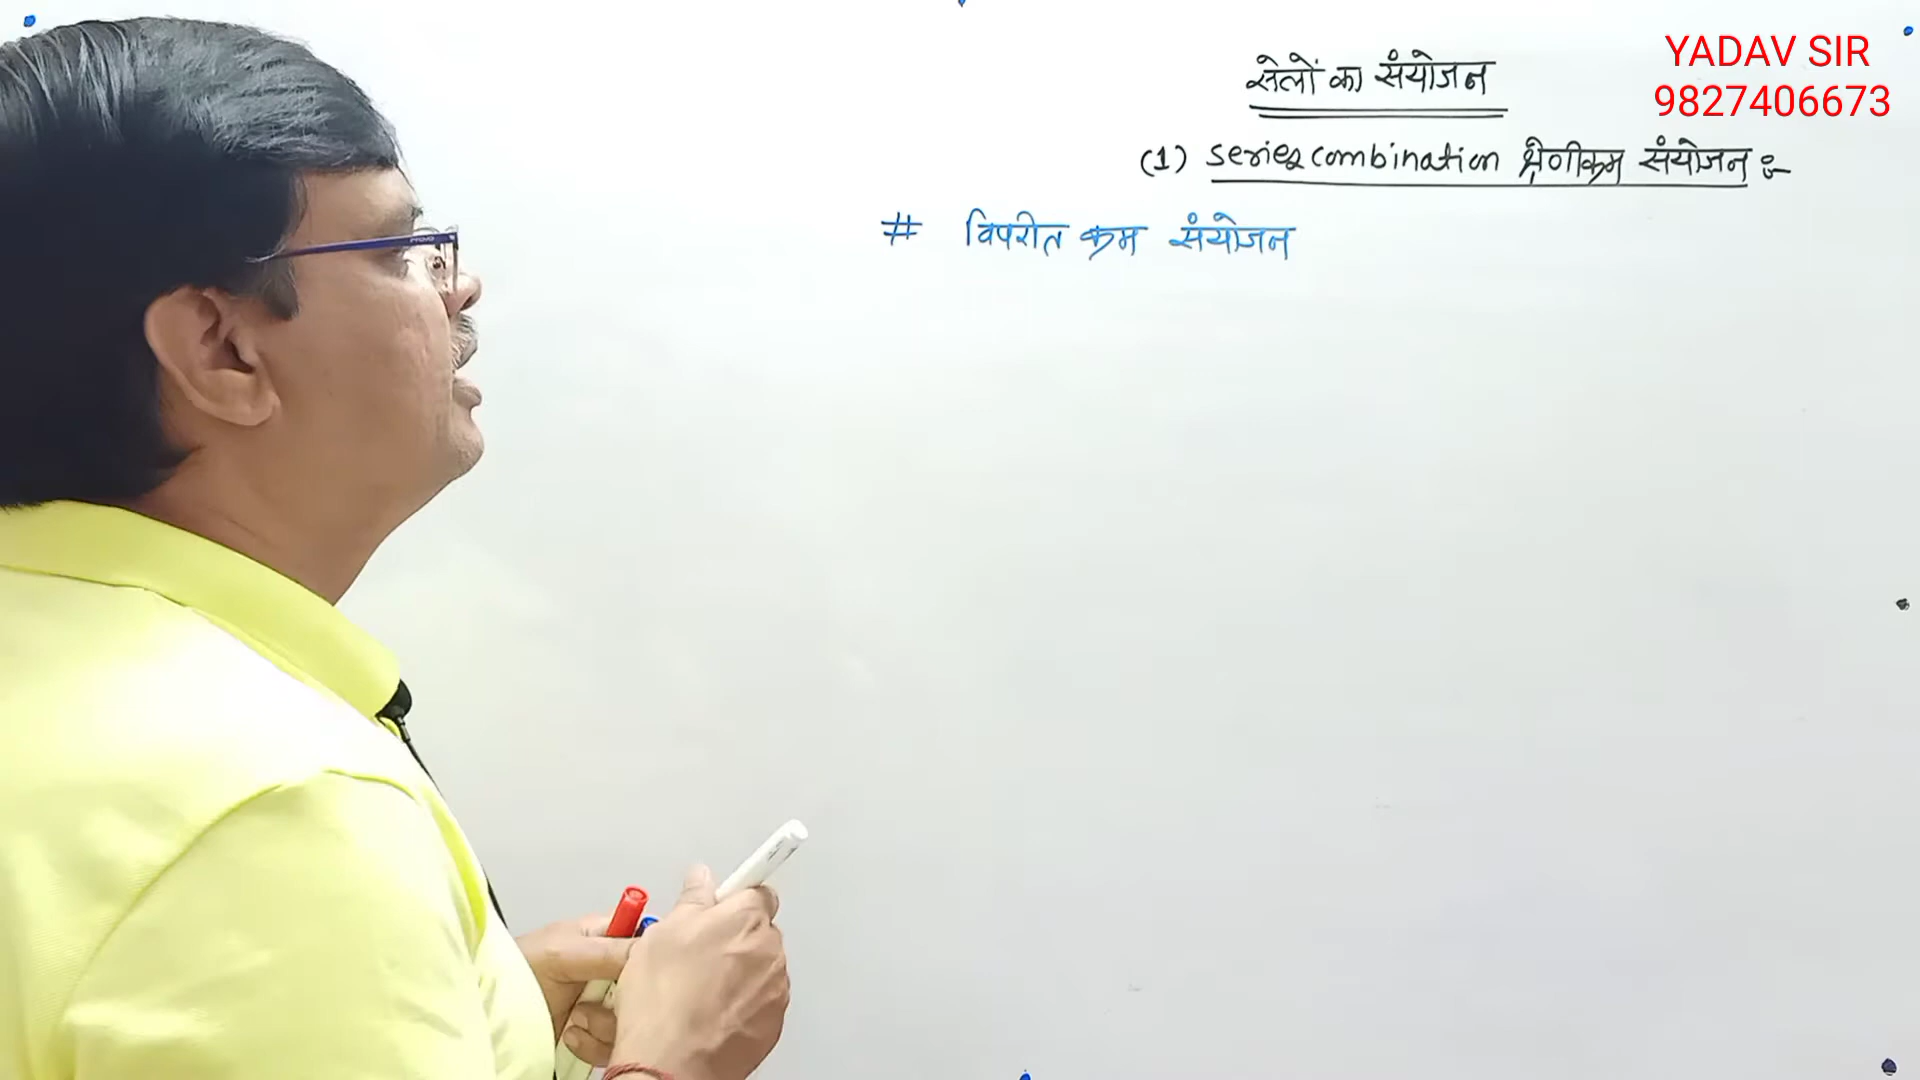 YADAV SIR
9827406673
सेलों का संयोजन
(1) series combination श्रेणीक्रम संयोजन :-
# विपरीत क्रम संयोजन